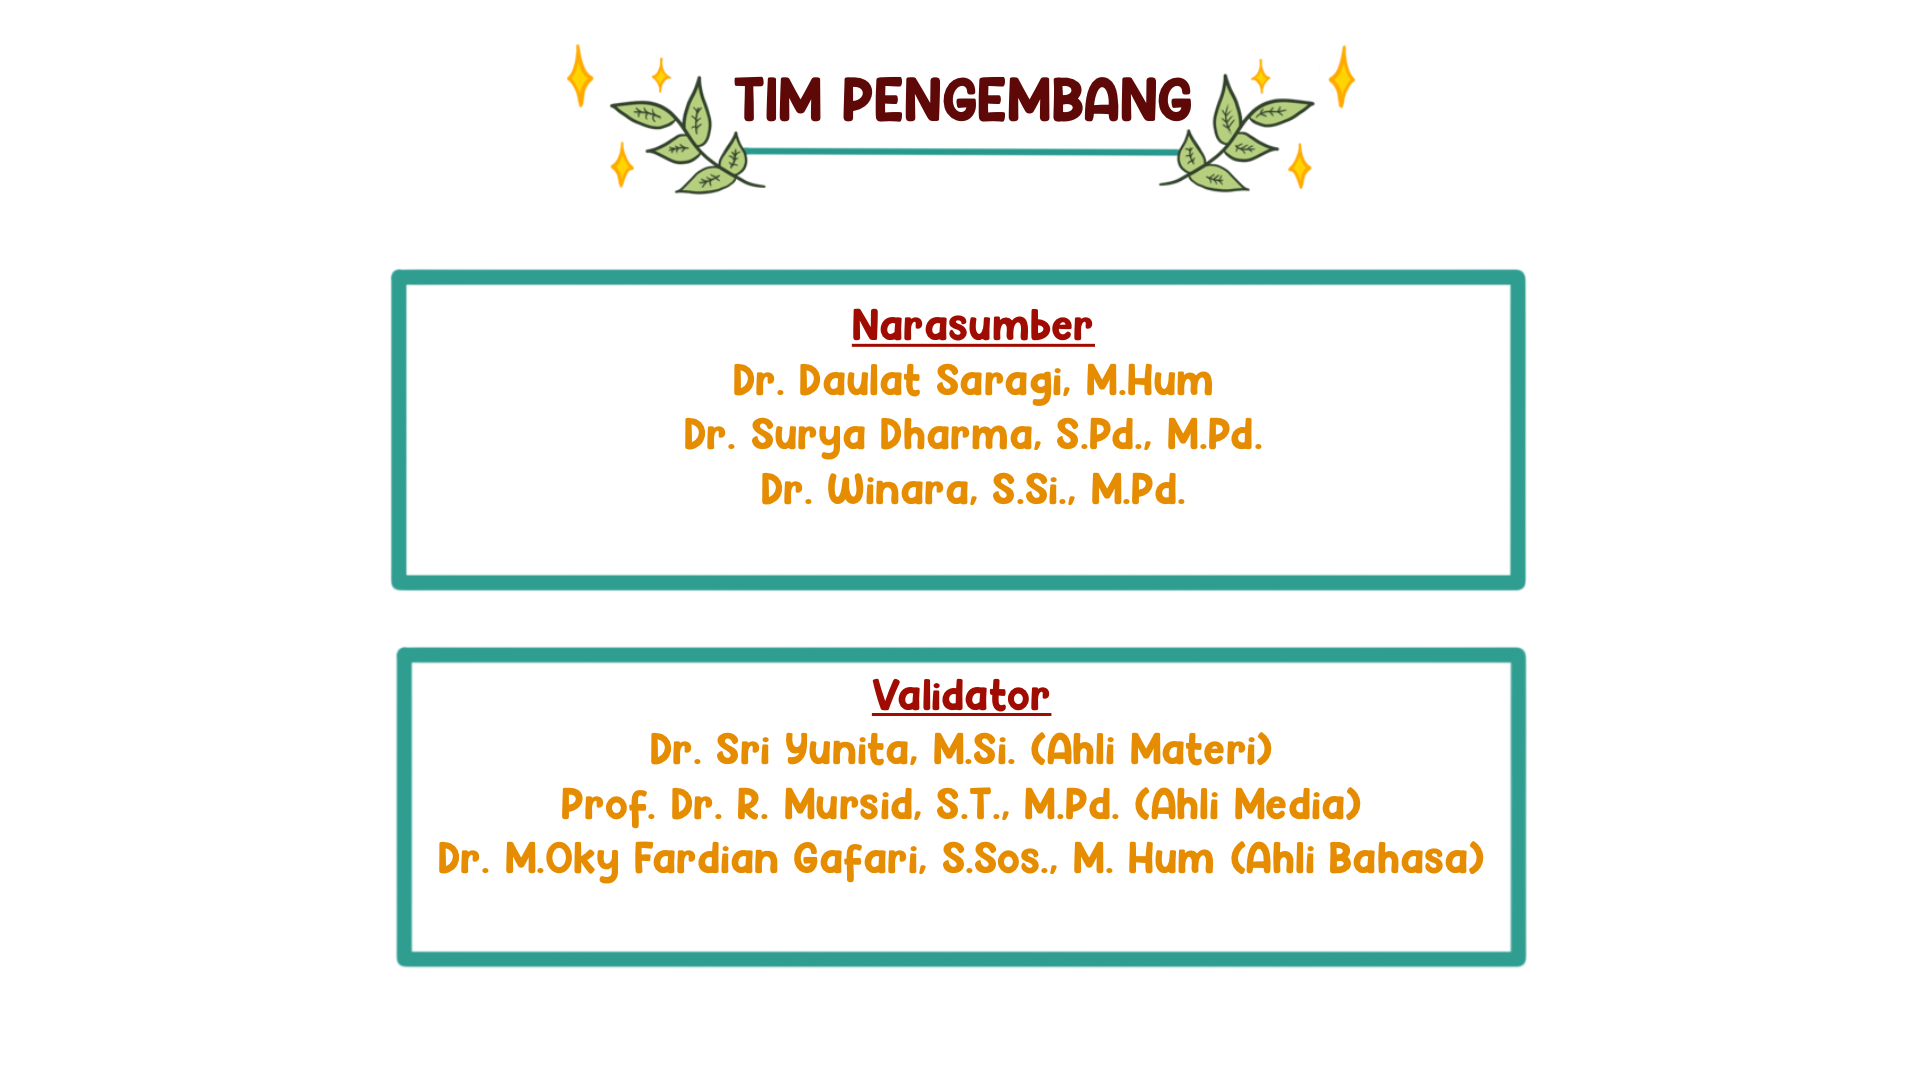 TIM PENGEMBANG
Narasumber
Dr. Daulat Saragi, M.Hum
Dr. Surya Dharma, S.Pd., M.Pd.
Dr. Winara, S.Si., M.Pd.
Validator
Dr. Sri Yunita, M.Si. (Ahli Materi)
Prof. Dr. R. Mursid, S.T., M.Pd. (Ahli Media)
Dr. M.Oky Fardian Gafari, S.Sos., M. Hum (Ahli Bahasa)